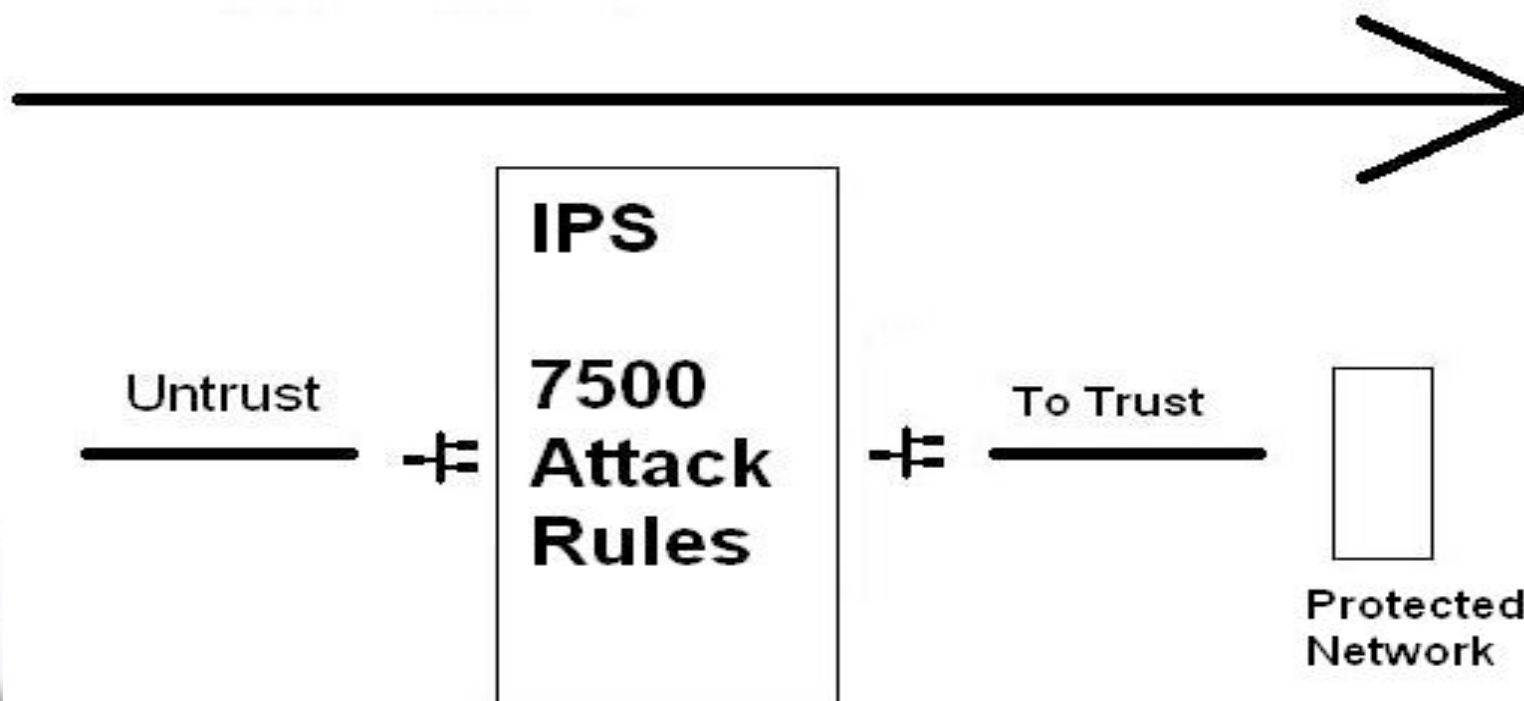 IPS
7500
Attack
Rules
Untrust
To Trust
Protected
Network